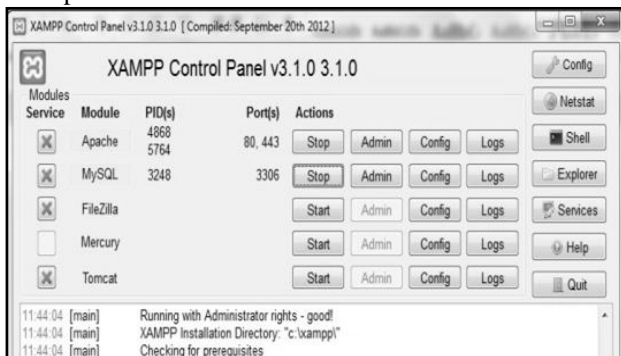 XAMPP Control Panel v3.1.0 3.1.0 [ Compiled: September 20th 2012 ]
XAMPP Control Panel v3.1.0 3.1.0
Config
Modules
Service Module PID(s) Port(s) Actions
Netstat
Apache 4868 5764 80, 443 Stop Admin Config Logs
Shell
MySQL 3248 3306 Stop Admin Config Logs
Explorer
FileZilla Start Admin Config Logs
Services
Mercury Start Admin Config Logs
Help
Tomcat Start Admin Config Logs
Quit
11:44:04 [main] Running with Administrator rights - good!
11:44:04 [main] XAMPP Installation Directory: "c:\xampp\"
11:44:04 [main] Checking for prerequisites